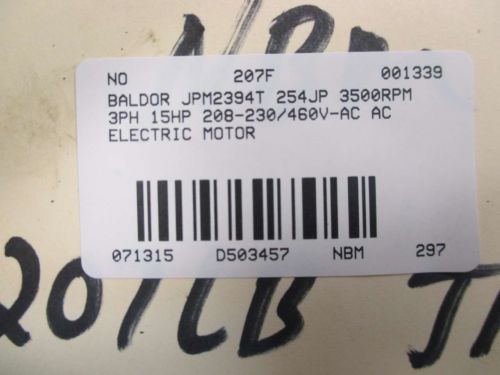 NO 207F 001339
BALDOR JPM2394T 254JP 3500RPM
3PH 15HP 208-230/460V-AC AC
ELECTRIC MOTOR
071315 D503457 NBM 297